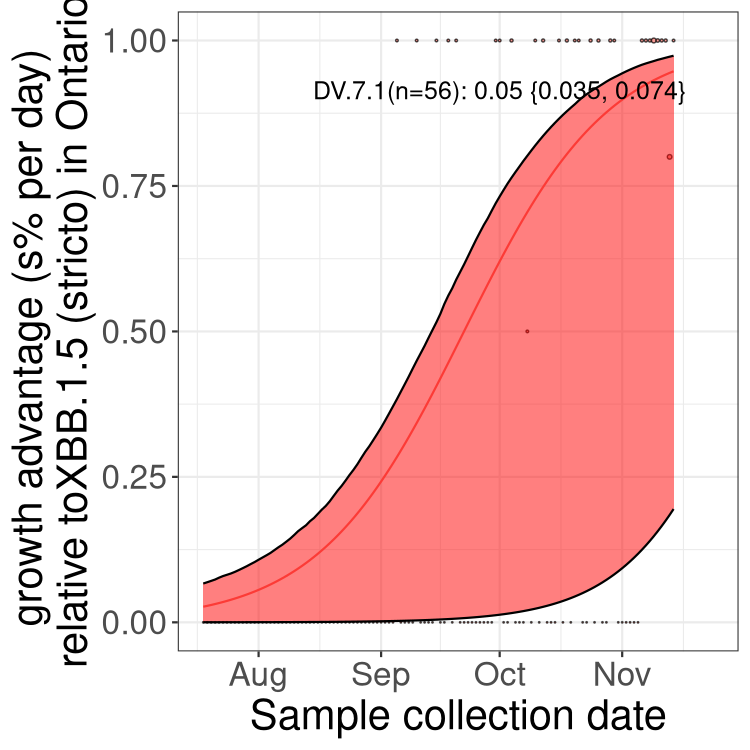 growth advantage (s% per day)
relative toXBB.1.5 (stricto) in Ontario
1.00
0.75
0.50
0.25
0.00
DV.7.1(n=56): 0.05 {0.035, 0.074}
Aug Sep Oct Nov
Sample collection date